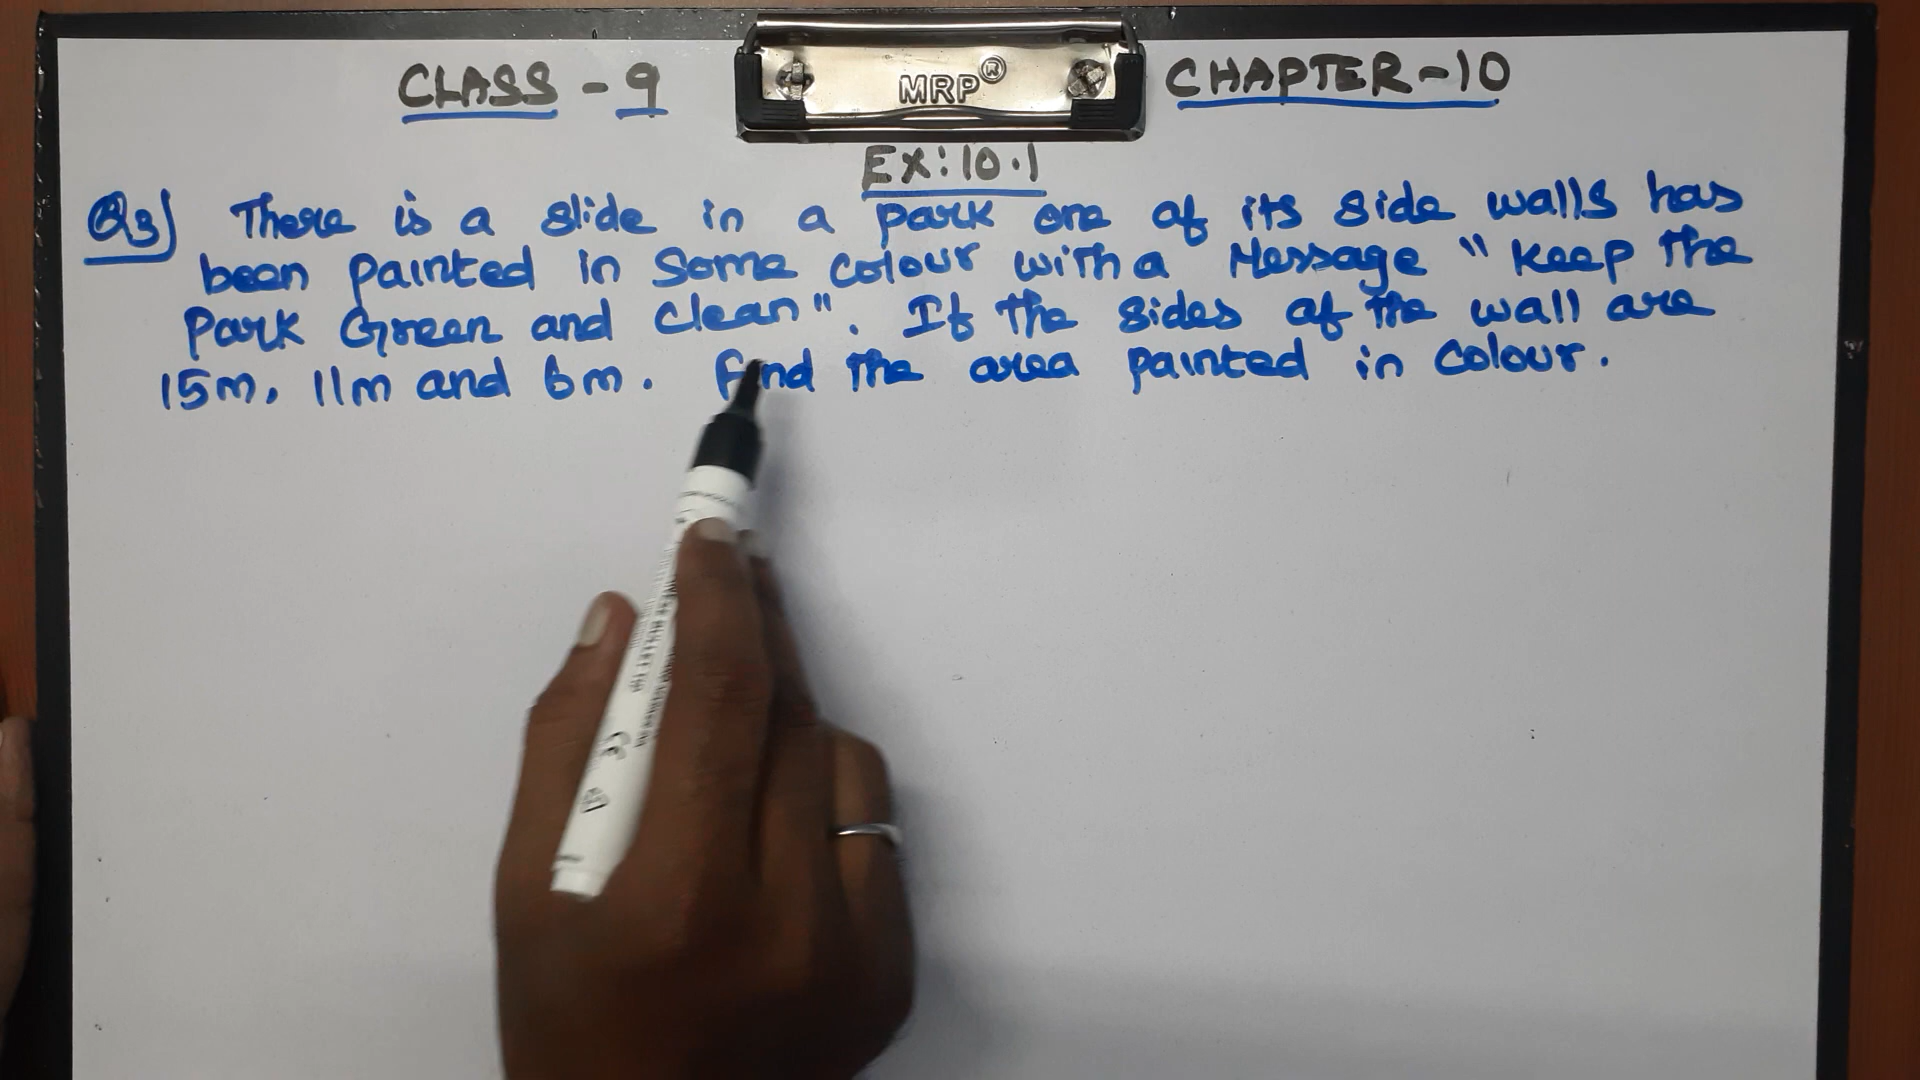 CLASS - 9
MRP®
CHAPTER-10
Ex: 10.1
Q3) There is a slide in a park one of its side walls has
been painted in some colour with a Message "Keep the
Park Green and clean". If the sides of the wall are
15m, 11m and 6m. find the area painted in colour.
CE